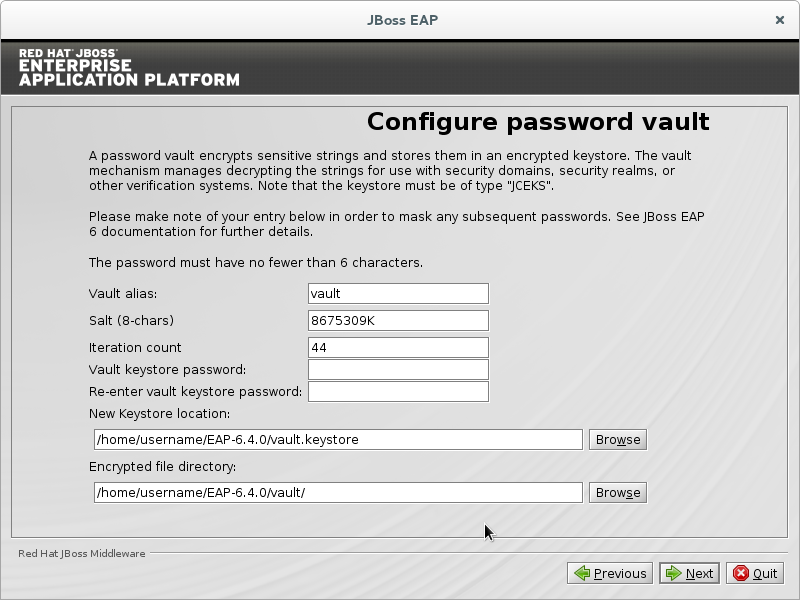 JBoss EAP
RED HAT® JBOSS®
ENTERPRISE
APPLICATION PLATFORM
Configure password vault
A password vault encrypts sensitive strings and stores them in an encrypted keystore. The vault
mechanism manages decrypting the strings for use with security domains, security realms, or
other verification systems. Note that the keystore must be of type "JCEKS".
Please make note of your entry below in order to mask any subsequent passwords. See JBoss EAP
6 documentation for further details.
The password must have no fewer than 6 characters.
Vault alias: vault
Salt (8-chars) 8675309K
Iteration count 44
Vault keystore password:
Re-enter vault keystore password:
New Keystore location:
/home/username/EAP-6.4.0/vault.keystore Browse
Encrypted file directory:
/home/username/EAP-6.4.0/vault/ Browse
Red Hat JBoss Middleware
Previous Next Quit